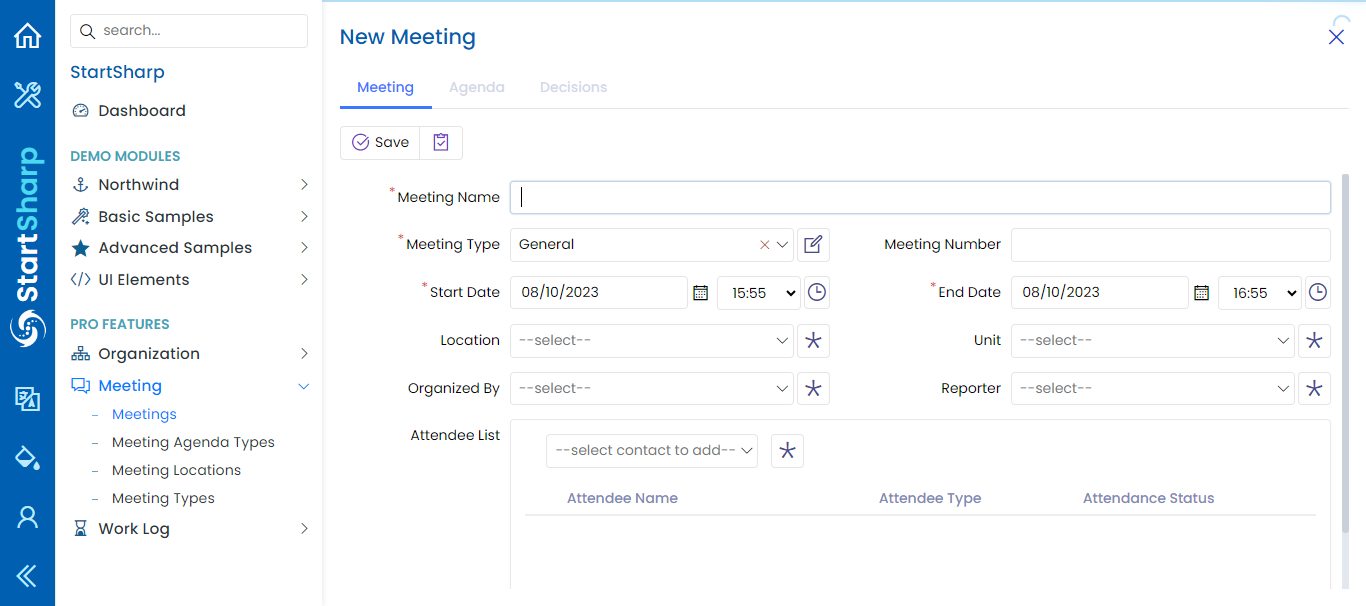 StartSharp
search...
StartSharp
Dashboard
DEMO MODULES
Northwind
Basic Samples
Advanced Samples
UI Elements
PRO FEATURES
Organization
Meeting
– Meetings
– Meeting Agenda Types
– Meeting Locations
– Meeting Types
Work Log
New Meeting
Meeting Agenda Decisions
Save
*Meeting Name
*Meeting Type General Meeting Number
*Start Date 08/10/2023 15:55 *End Date 08/10/2023 16:55
Location --select-- Unit --select--
Organized By --select-- Reporter --select--
Attendee List
--select contact to add--
Attendee Name Attendee Type Attendance Status